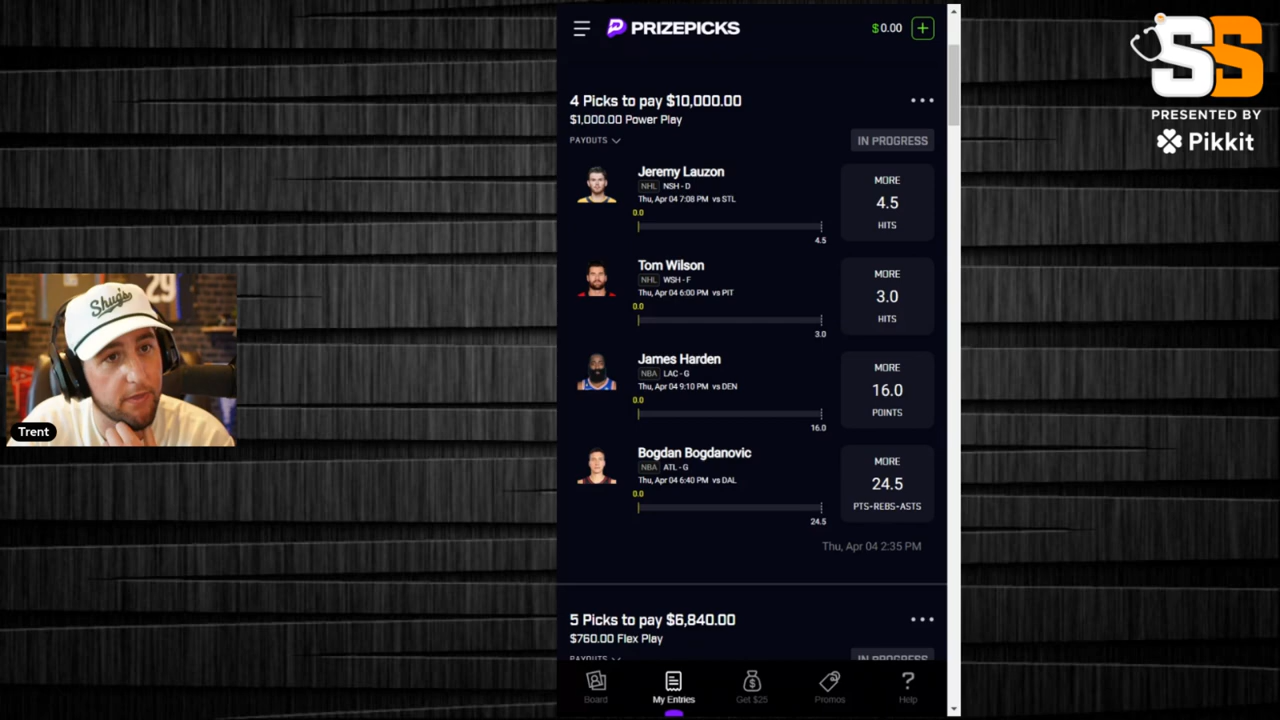 PRIZEPICKS
$0.00
4 Picks to pay $10,000.00
$1,000.00 Power Play
PAYOUTS
IN PROGRESS
Jeremy Lauzon
NHL NSH - D
Thu, Apr 04 7:08 PM vs STL
0.0
4.5
MORE
4.5
HITS
Tom Wilson
NHL WSH - F
Thu, Apr 04 6:00 PM vs PIT
0.0
3.0
MORE
3.0
HITS
James Harden
NBA LAC - G
Thu, Apr 04 9:10 PM vs DEN
0.0
16.0
MORE
16.0
POINTS
Bogdan Bogdanovic
NBA ATL - G
Thu, Apr 04 6:40 PM vs DAL
0.0
24.5
MORE
24.5
PTS-REBS-ASTS
Thu, Apr 04 2:35 PM
5 Picks to pay $6,840.00
$760.00 Flex Play
PAYOUTS
IN PROGRESS
Board
My Entries
Get $25
Promos
Help
SS
PRESENTED BY
Pikkit
29
Shug's
Trent